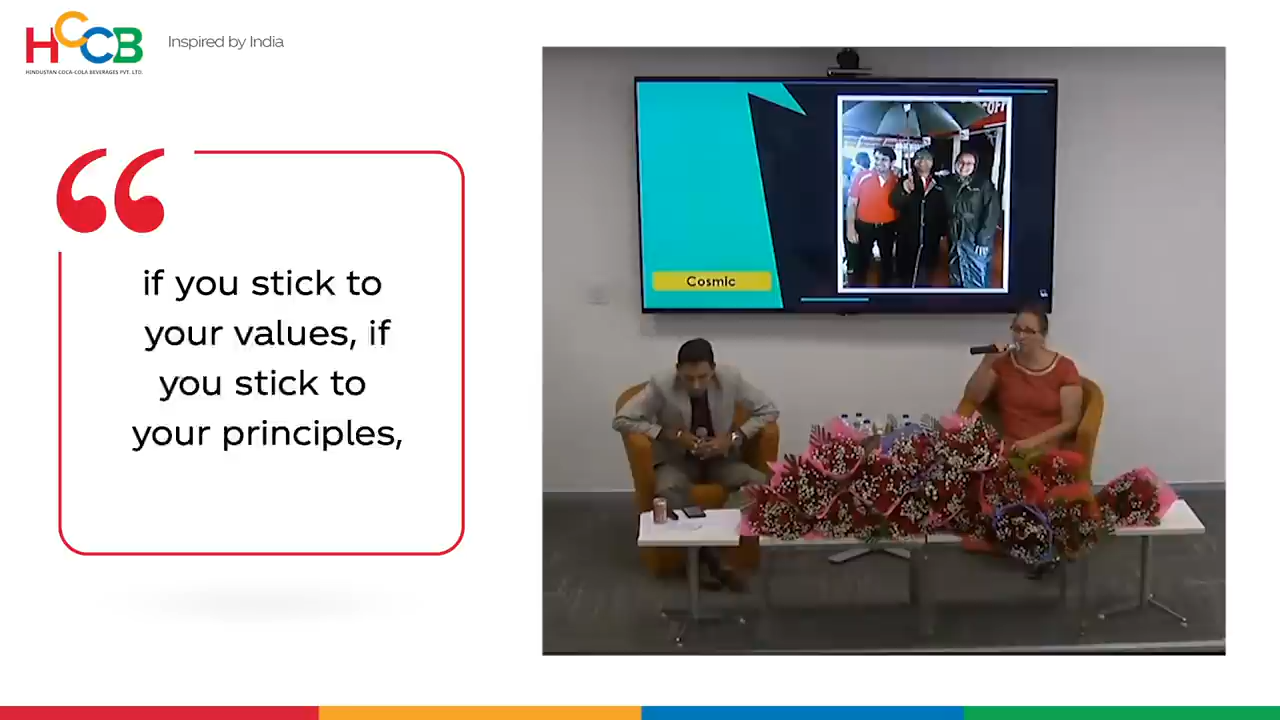 HCCB
HINDUSTAN COCA-COLA BEVERAGES PVT. LTD.
Inspired by India
“
if you stick to
your values, if
you stick to
your principles,
Cosmic